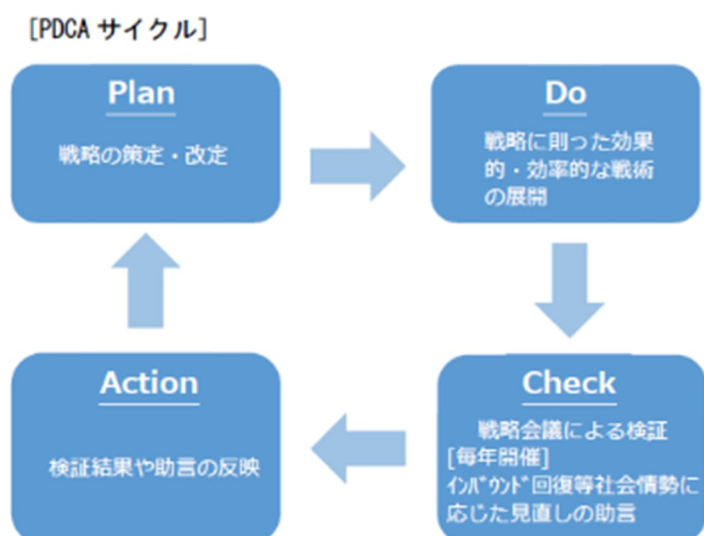 [PDCA サイクル]
Plan
戦略の策定・改定
Do
戦略に則った効果
的・効率的な戦術
の展開
Check
戦略会議による検証
[毎年開催]
ｲﾝﾊﾞｳﾝﾄﾞ回復等社会情勢に
応じた見直しの助言
Action
検証結果や助言の反映